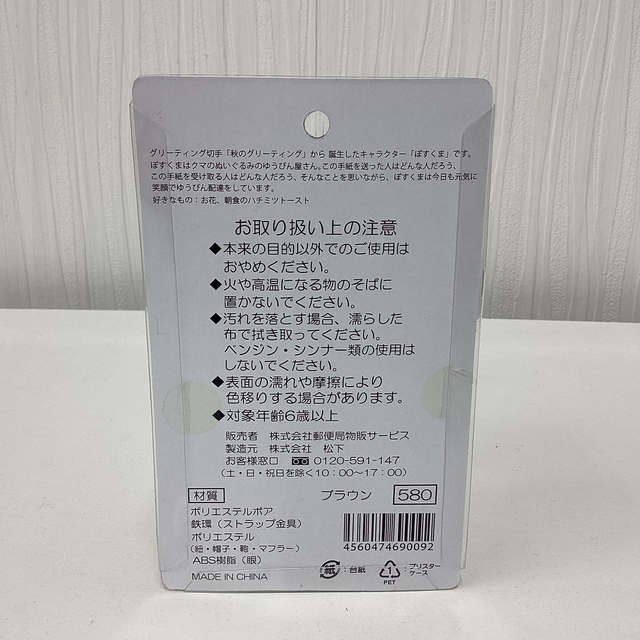 グリーティング切手「秋のグリーティング」から 誕生したキャラクター「ぽすくま」です。
ぽすくまはクマのぬいぐるみのゆうびん屋さん。この手紙を送った人はどんな人だろう、
この手紙を受け取る人はどんな人だろう、そんなことを思いながら、ぽすくまは今日も元気に
笑顔でゆうびん配達をしています。
好きなもの：お花、朝食のハチミツトースト
お取り扱い上の注意
◆本来の目的以外でのご使用は
おやめください。
◆火や高温になる物のそばに
置かないでください。
◆汚れを落とす場合、濡らした
布で拭き取ってください。
ベンジン・シンナー類の使用は
しないでください。
◆表面の濡れや摩擦により
色移りする場合があります。
◆対象年齢6歳以上
販売者 株式会社郵便局物販サービス
製造元 株式会社 松下
お客様窓口 0120-591-147
（土・日・祝日を除く10：00〜17：00）
材質 ブラウン 580
ポリエステルボア
鉄環（ストラップ金具）
ポリエステル
（紐・帽子・鞄・マフラー）
ABS樹脂（眼）
MADE IN CHINA
4560474690092
紙 ：台紙
1 PET ：ブリスターケース